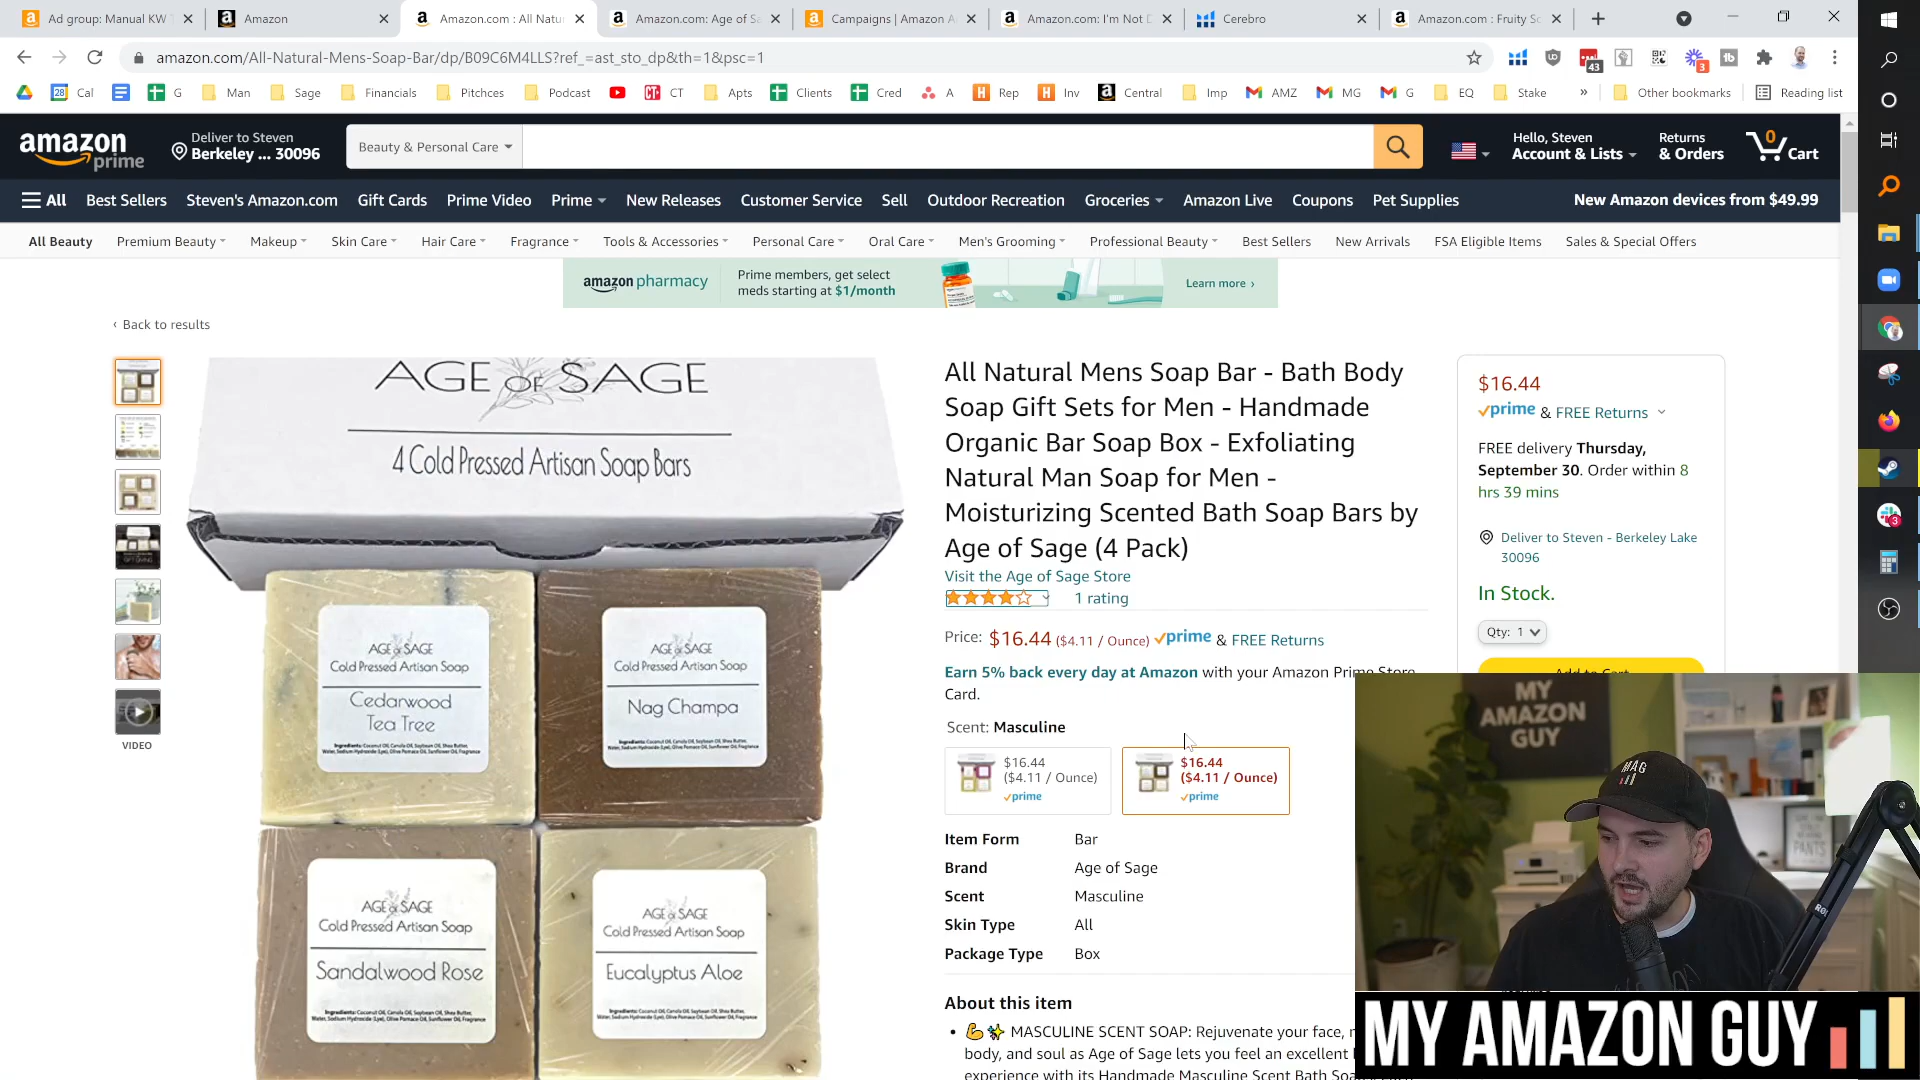 Ad group: Manual KW
Amazon
Amazon.com : All Natu
Amazon.com: Age of Sa
Campaigns | Amazon A
Amazon.com: I'm Not D
Cerebro
Amazon.com : Fruity Sc
amazon.com/All-Natural-Mens-Soap-Bar/dp/B09C6M4LLS?ref_=ast_sto_dp&th=1&psc=1
43
3
28
Cal
G
Man
Sage
Financials
Pitchces
Podcast
CT
Apts
Clients
Cred
A
Rep
Inv
Central
Imp
AMZ
MG
G
EQ
Stake
»
Other bookmarks
Reading list
amazon
prime
Deliver to Steven
Berkeley ... 30096
Beauty & Personal Care
Hello, Steven
Account & Lists
Returns
& Orders
0
Cart
All
Best Sellers
Steven's Amazon.com
Gift Cards
Prime Video
Prime
New Releases
Customer Service
Sell
Outdoor Recreation
Groceries
Amazon Live
Coupons
Pet Supplies
New Amazon devices from $49.99
All Beauty
Premium Beauty
Makeup
Skin Care
Hair Care
Fragrance
Tools & Accessories
Personal Care
Oral Care
Men's Grooming
Professional Beauty
Best Sellers
New Arrivals
FSA Eligible Items
Sales & Special Offers
amazon pharmacy
Prime members, get select
meds starting at $1/month
Learn more ›
‹ Back to results
VIDEO
AGE OF SAGE
4 Cold Pressed Artisan Soap Bars
AGE OF SAGE
Cold Pressed Artisan Soap
Cedarwood
Tea Tree
AGE OF SAGE
Cold Pressed Artisan Soap
Nag Champa
AGE OF SAGE
Cold Pressed Artisan Soap
Sandalwood Rose
AGE OF SAGE
Cold Pressed Artisan Soap
Eucalyptus Aloe
All Natural Mens Soap Bar - Bath Body
Soap Gift Sets for Men - Handmade
Organic Bar Soap Box - Exfoliating
Natural Man Soap for Men -
Moisturizing Scented Bath Soap Bars by
Age of Sage (4 Pack)
Visit the Age of Sage Store
1 rating
Price: $16.44 ($4.11 / Ounce) prime & FREE Returns
Earn 5% back every day at Amazon with your Amazon Prime Store
Card.
Scent: Masculine
$16.44
($4.11 / Ounce)
prime
$16.44
($4.11 / Ounce)
prime
Item Form Bar
Brand Age of Sage
Scent Masculine
Skin Type All
Package Type Box
About this item
• MASCULINE SCENT SOAP: Rejuvenate your face,
body, and soul as Age of Sage lets you feel an excellent
experience with its Handmade Masculine Scent Bath
$16.44
prime & FREE Returns
FREE delivery Thursday,
September 30. Order within 8
hrs 39 mins
Deliver to Steven - Berkeley Lake
30096
In Stock.
Qty: 1
Add to Cart
MY
AMAZON
GUY
MAG
PANTS
MY AMAZON GUY